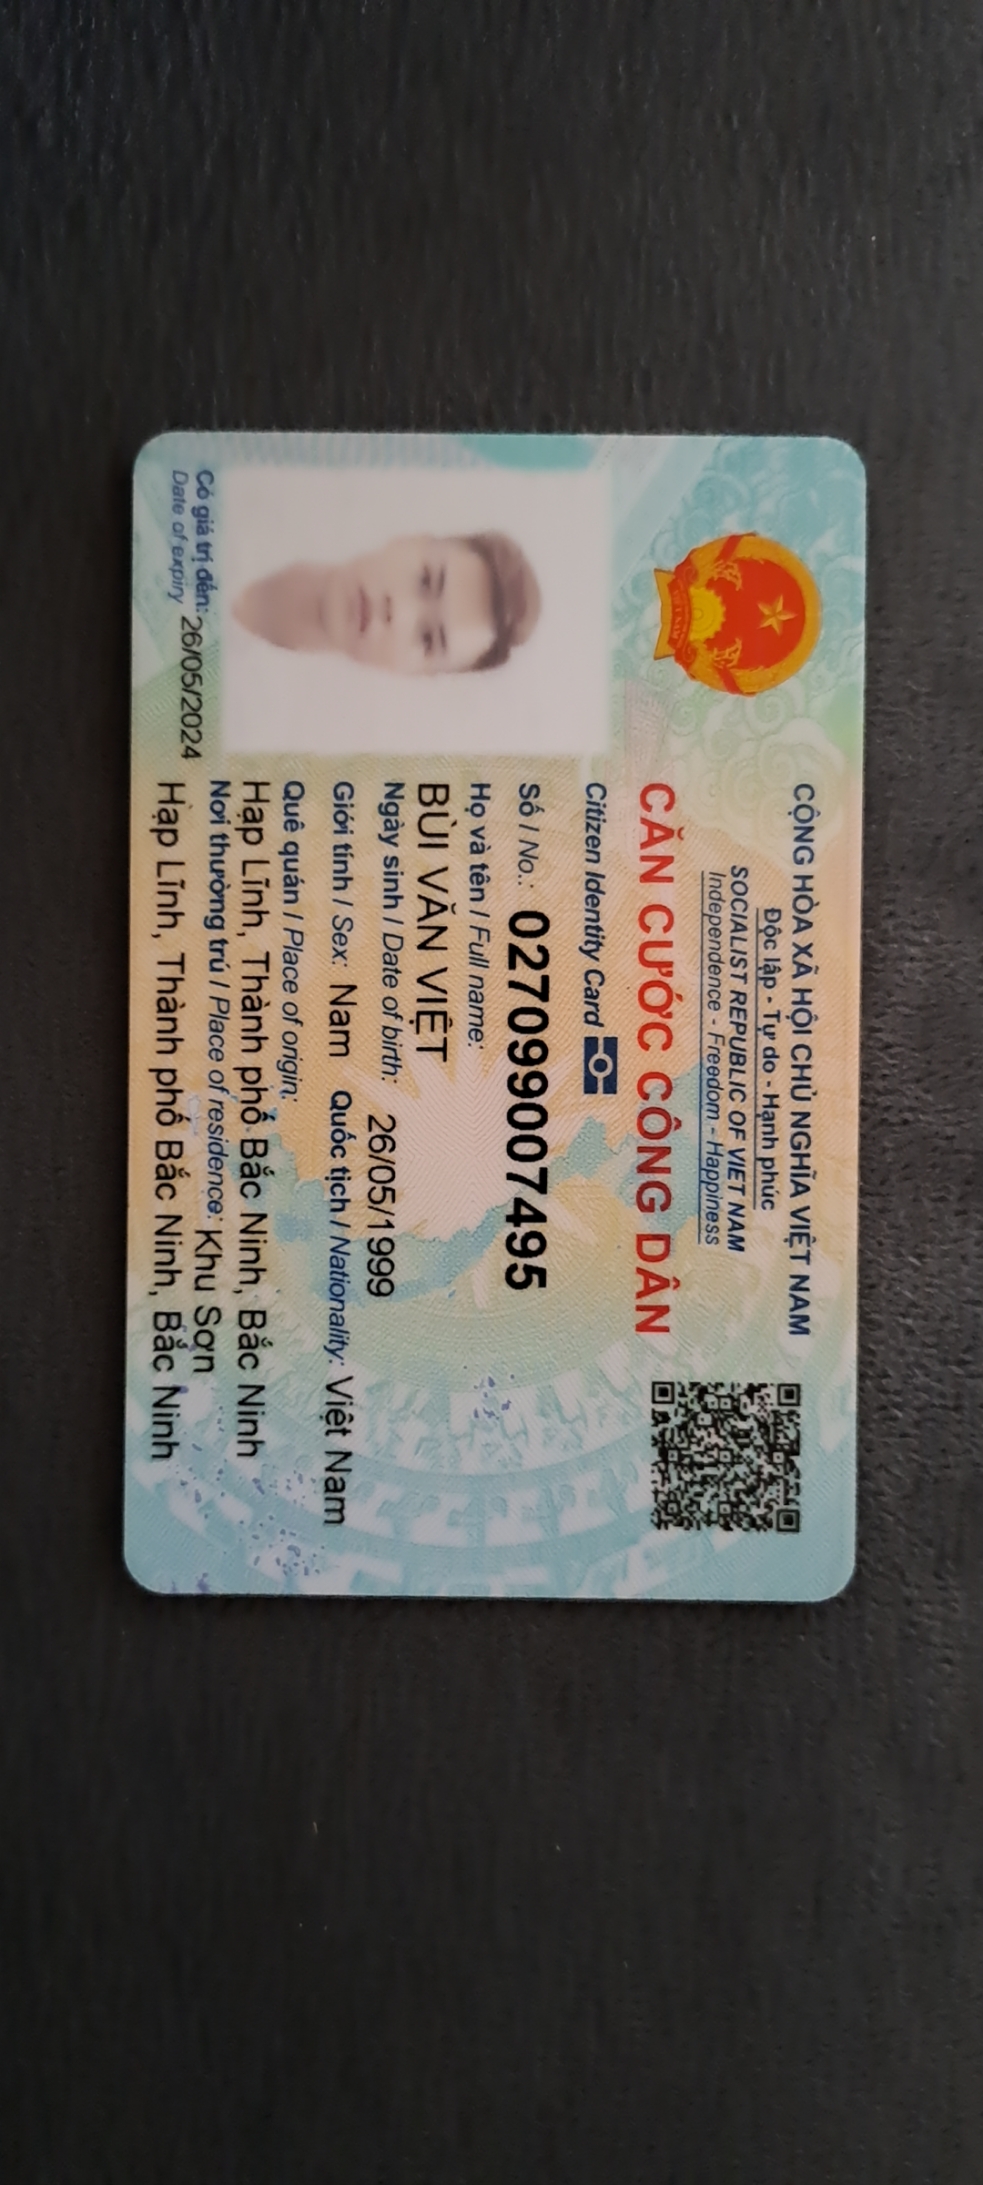 CỘNG HÒA XÃ HỘI CHỦ NGHĨA VIỆT NAM
Độc lập - Tự do - Hạnh phúc
SOCIALIST REPUBLIC OF VIET NAM
Independence - Freedom - Happiness
CĂN CƯỚC CÔNG DÂN
Citizen Identity Card
Số / No.: 027099007495
Họ và tên / Full name:
BÙI VĂN VIỆT
Ngày sinh / Date of birth: 26/05/1999
Giới tính / Sex: Nam Quốc tịch / Nationality: Việt Nam
Quê quán / Place of origin:
Hạp Lĩnh, Thành phố Bắc Ninh, Bắc Ninh
Nơi thường trú / Place of residence: Khu Sơn
Hạp Lĩnh, Thành phố Bắc Ninh, Bắc Ninh
Có giá trị đến: 26/05/2024
Date of expiry